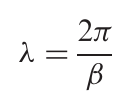 λ = 2π/β